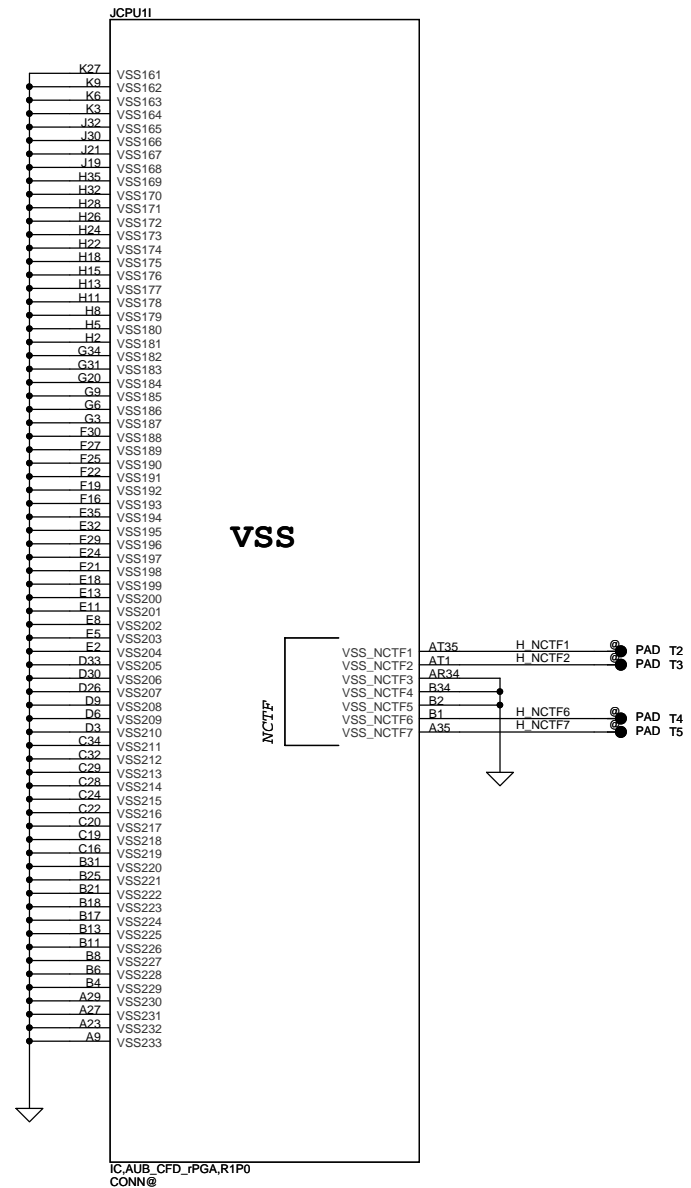 JCPU1I
K27 VSS161
K9 VSS162
K6 VSS163
K3 VSS164
J32 VSS165
J30 VSS166
J21 VSS167
J19 VSS168
H35 VSS169
H32 VSS170
H28 VSS171
H26 VSS172
H24 VSS173
H22 VSS174
H18 VSS175
H15 VSS176
H13 VSS177
H11 VSS178
H8 VSS179
H5 VSS180
H2 VSS181
G34 VSS182
G31 VSS183
G20 VSS184
G9 VSS185
G6 VSS186
G3 VSS187
F30 VSS188
F27 VSS189
F25 VSS190
F22 VSS191
F19 VSS192
F16 VSS193
E35 VSS194
E32 VSS195
E29 VSS196
E24 VSS197
E21 VSS198
E18 VSS199
E13 VSS200
E11 VSS201
E8 VSS202
E5 VSS203
E2 VSS204
D33 VSS205
D30 VSS206
D26 VSS207
D9 VSS208
D6 VSS209
D3 VSS210
C34 VSS211
C32 VSS212
C29 VSS213
C28 VSS214
C24 VSS215
C22 VSS216
C20 VSS217
C19 VSS218
C16 VSS219
B31 VSS220
B25 VSS221
B21 VSS222
B18 VSS223
B17 VSS224
B13 VSS225
B11 VSS226
B8 VSS227
B6 VSS228
B4 VSS229
A29 VSS230
A27 VSS231
A23 VSS232
A9 VSS233
VSS
NCTF
VSS_NCTF1 AT35 H_NCTF1 @ PAD T2
VSS_NCTF2 AT1 H_NCTF2 @ PAD T3
VSS_NCTF3 AR34
VSS_NCTF4 B34
VSS_NCTF5 B2
VSS_NCTF6 B1 H_NCTF6 @ PAD T4
VSS_NCTF7 A35 H_NCTF7 @ PAD T5
IC,AUB_CFD_rPGA,R1P0
CONN@